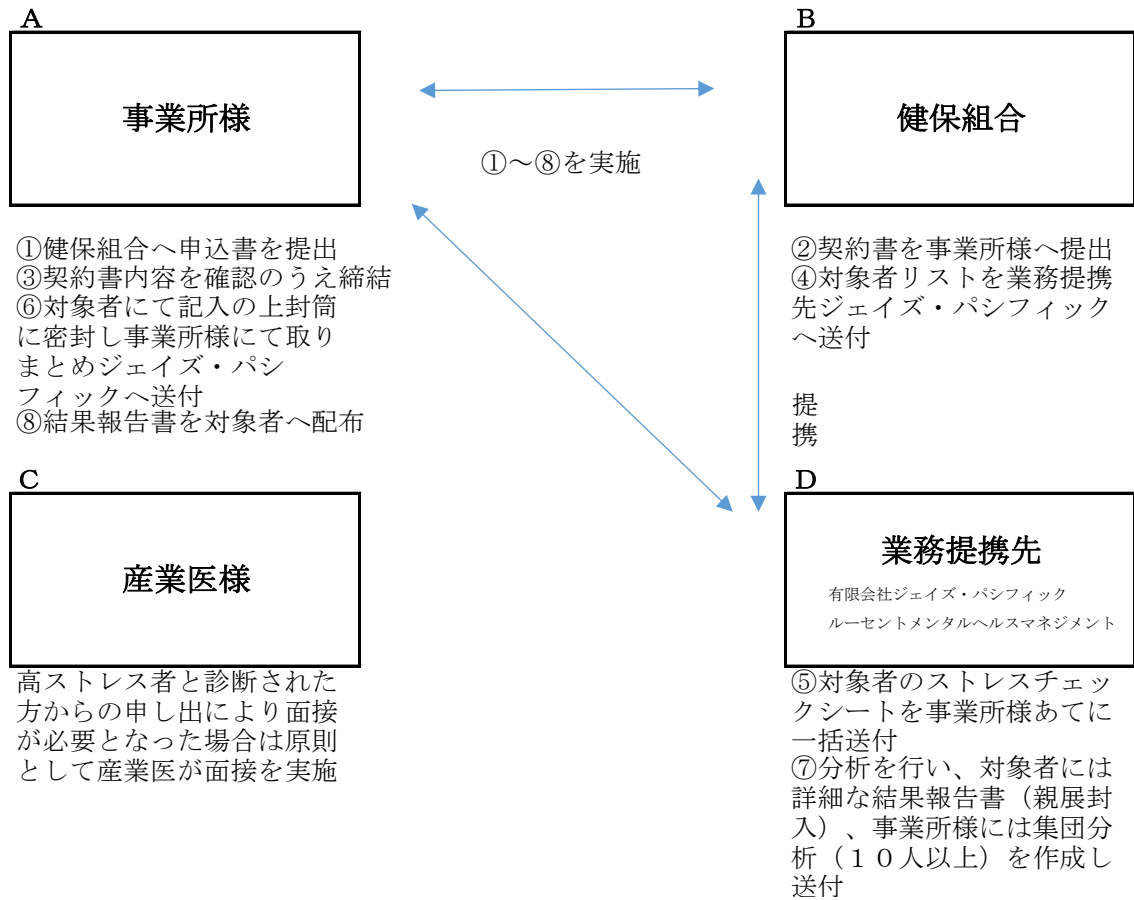 A
事業所様
①~⑧を実施
B
健保組合
①健保組合へ申込書を提出
③契約書内容を確認のうえ締結
⑥対象者にて記入の上封筒
に密封し事業所様にて取り
まとめジェイズ・パシ
フィックへ送付
⑧結果報告書を対象者へ配布
②契約書を事業所様へ提出
④対象者リストを業務提携
先ジェイズ・パシフィック
へ送付
提
携
C
産業医様
高ストレス者と診断された
方からの申し出により面接
が必要となった場合は原則
として産業医が面接を実施
D
業務提携先
有限会社ジェイズ・パシフィック
ルーセントメンタルヘルスマネジメント
⑤対象者のストレスチェッ
クシートを事業所様あてに
一括送付
⑦分析を行い、対象者には
詳細な結果報告書(親展封
入)、事業所様には集団分
析(10人以上)を作成し
送付